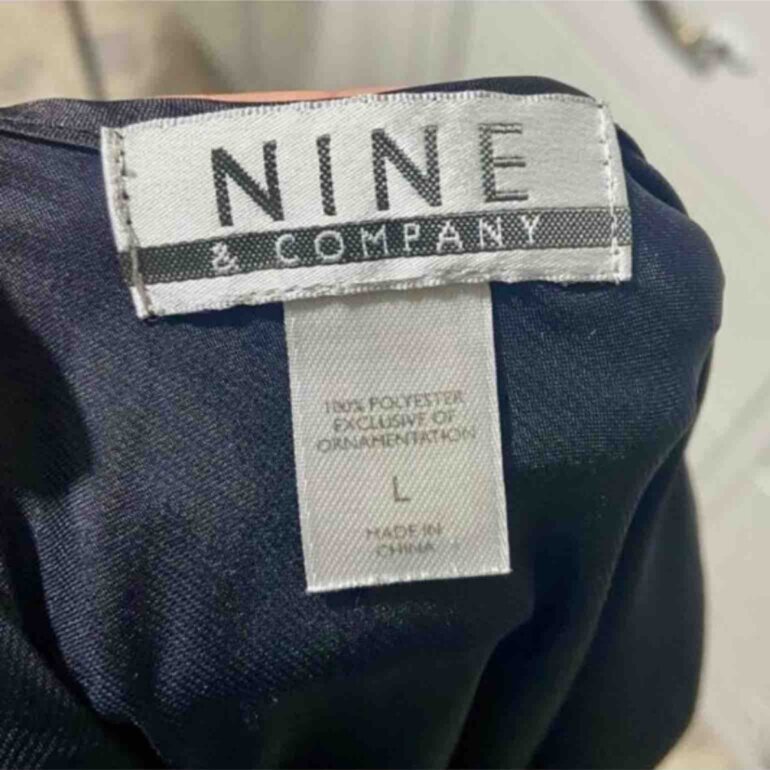 NINE
& COMPANY
100% POLYESTER
EXCLUSIVE OF
ORNAMENTATION
L
MADE IN
CHINA